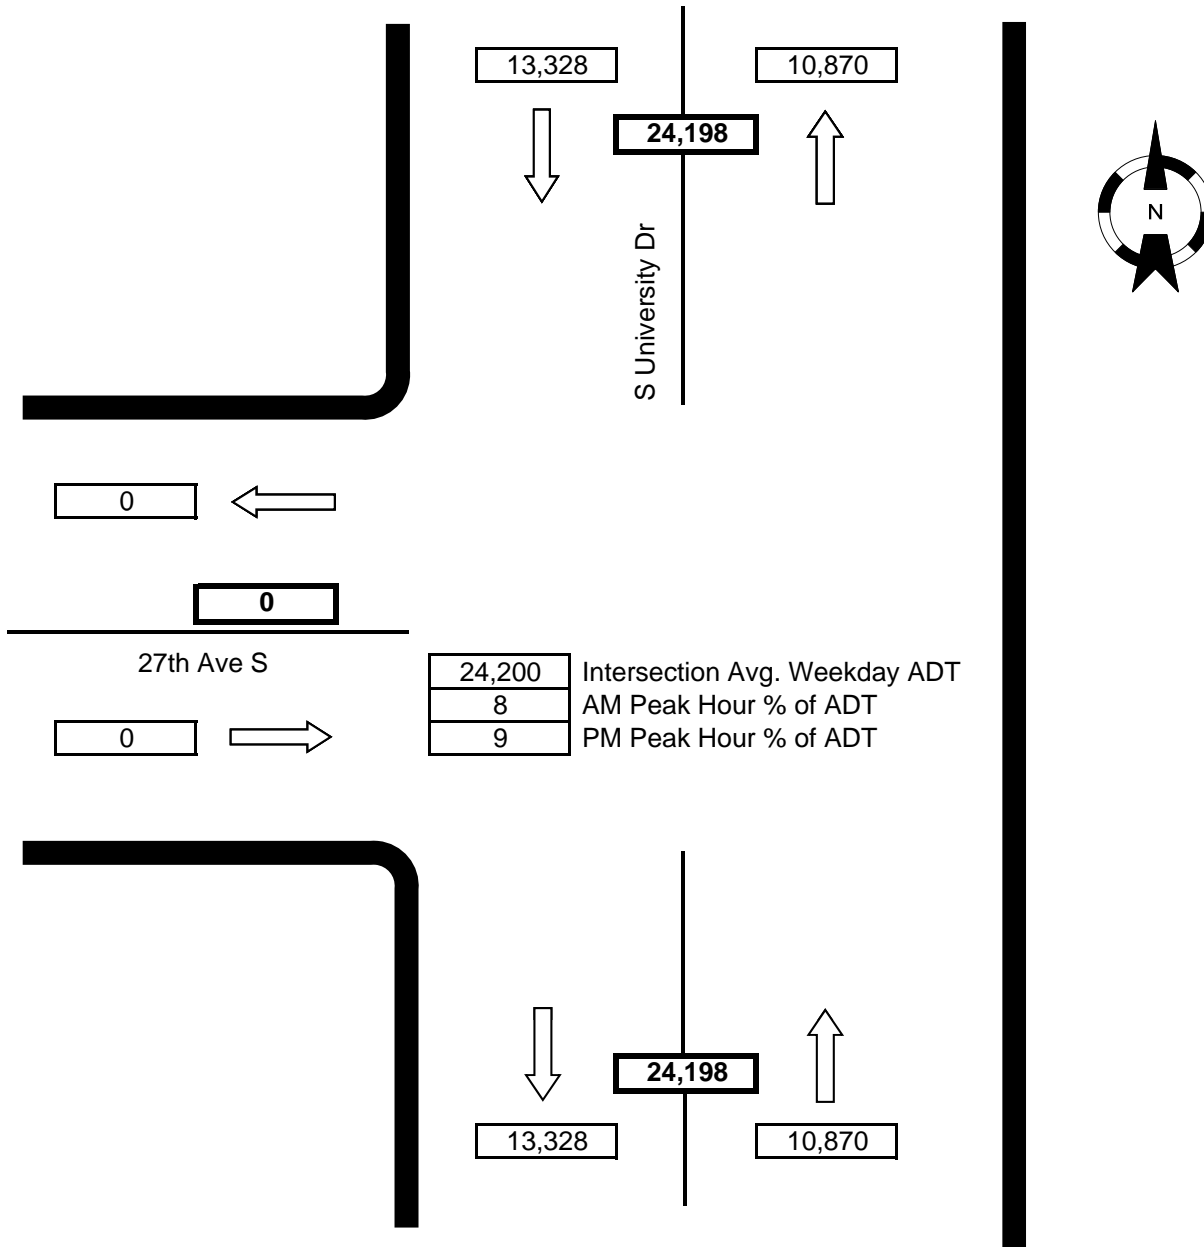 13,328
10,870
24,198
N
S University Dr
0
0
27th Ave S
24,200 Intersection Avg. Weekday ADT
8 AM Peak Hour % of ADT
9 PM Peak Hour % of ADT
0
24,198
13,328
10,870